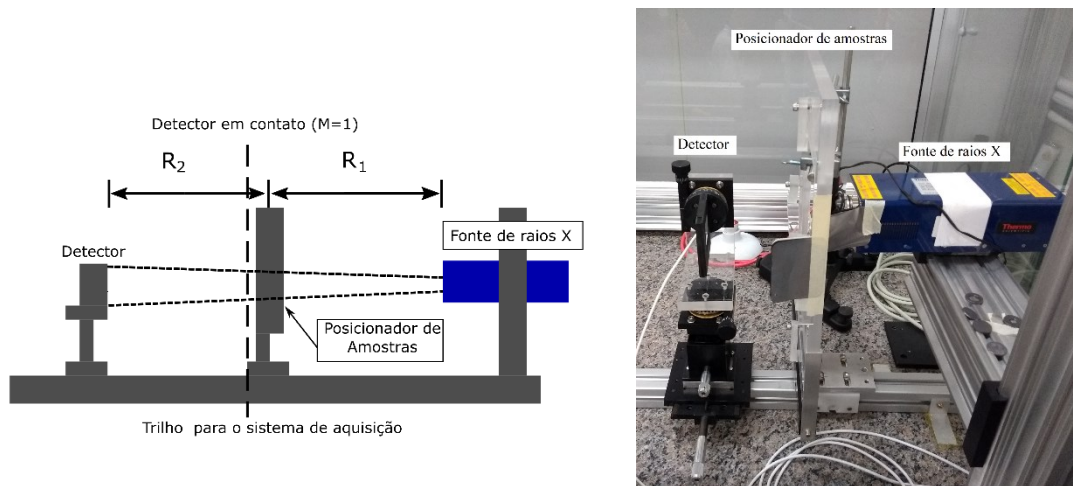 Detector em contato (M=1)
R2
R1
Detector
Fonte de raios X
Posicionador de
Amostras
Trilho para o sistema de aquisição
Posicionador de amostras
Detector
Fonte de raios X
Thermo